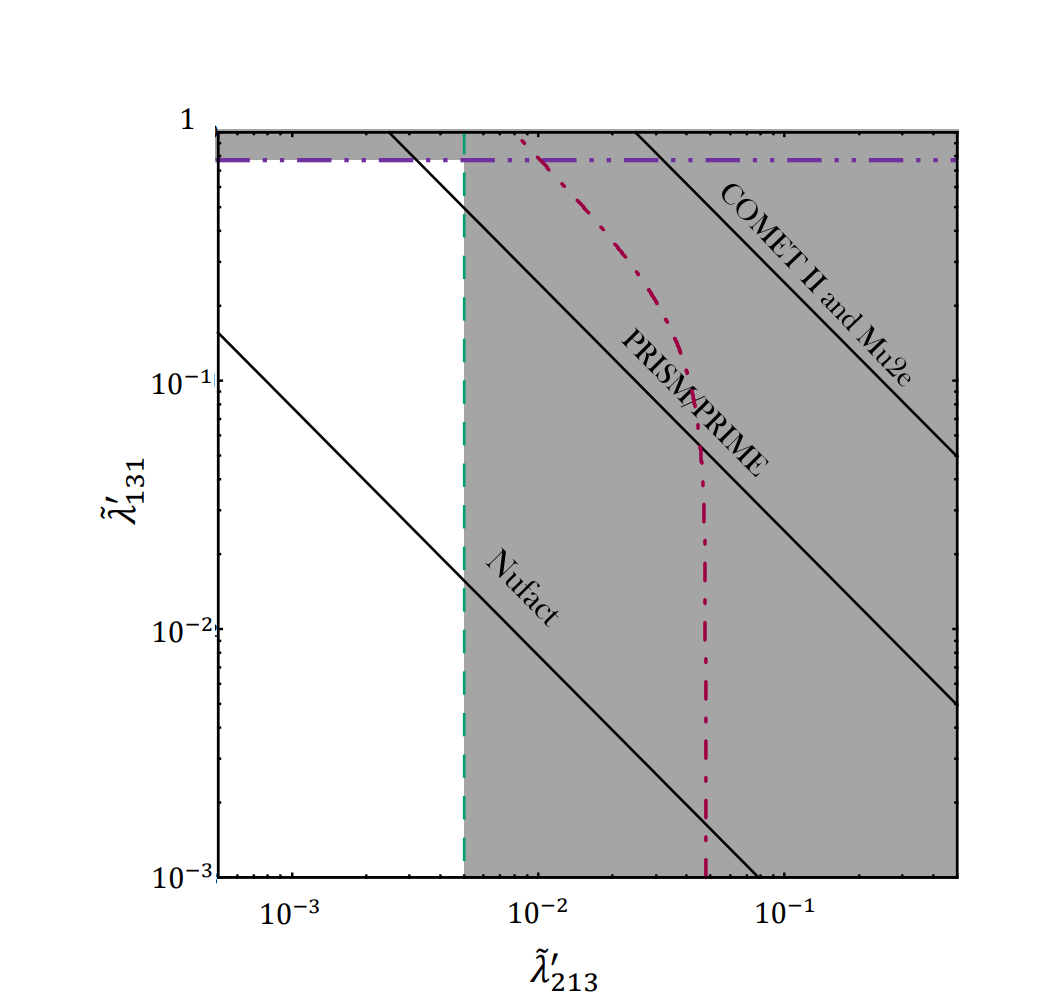 1
10⁻¹
10⁻²
10⁻³
λ̃′₁₃₁
COMET II and Mu2e
PRISM/PRIME
Nufact
10⁻³
10⁻²
10⁻¹
λ̃′₂₁₃